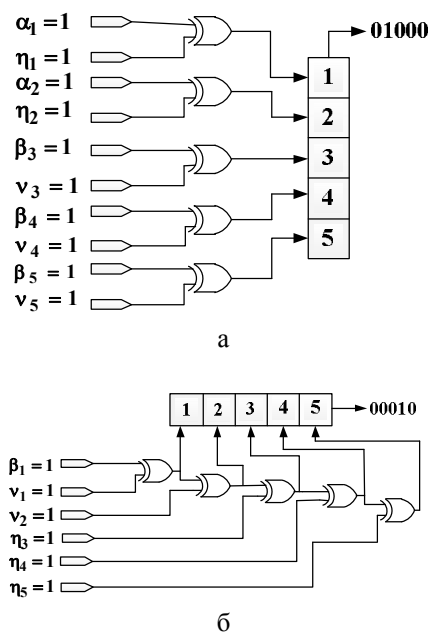 α₁=1
η₁=1
α₂=1
η₂=1
β₃=1
ν₃=1
β₄=1
ν₄=1
β₅=1
ν₅=1
1
2
3
4
5
01000
а
1 2 3 4 5
00010
β₁=1
ν₁=1
ν₂=1
η₃=1
η₄=1
η₅=1
б